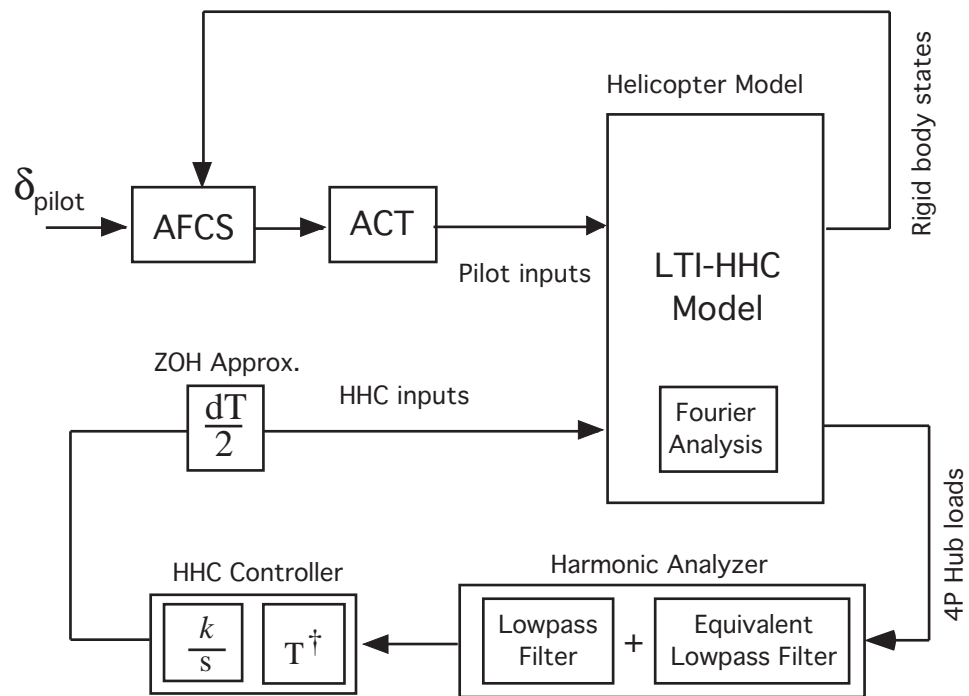 Helicopter Model
Rigid body states
δpilot
AFCS
ACT
Pilot inputs
LTI-HHC
Model
ZOH Approx.
dT
2
HHC inputs
Fourier
Analysis
4P Hub loads
HHC Controller
k
s
T†
Harmonic Analyzer
Lowpass
Filter
+
Equivalent
Lowpass Filter